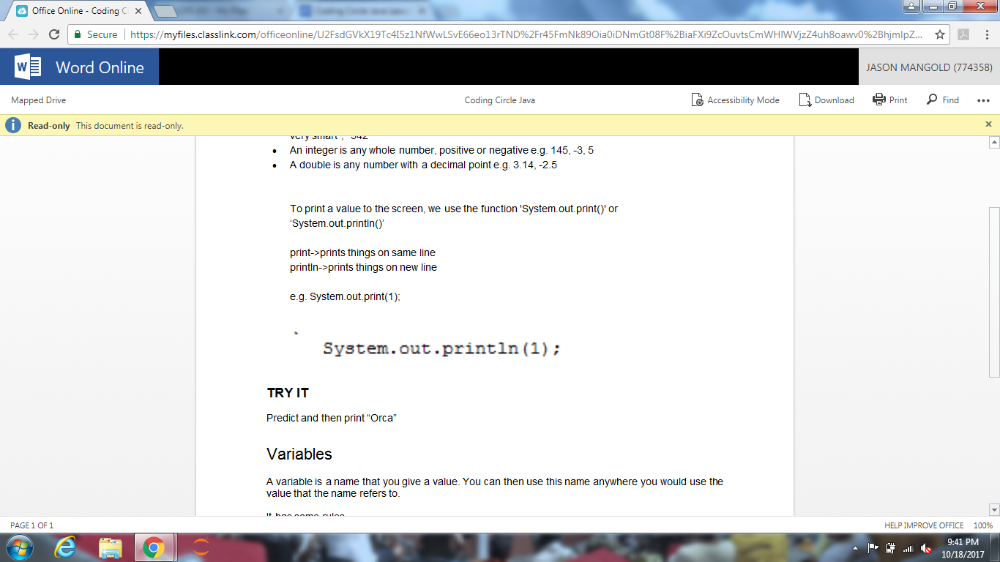 Office Online - Coding C
Secure
https://myfiles.classlink.com/officeonline/U2FsdGVkX19Tc4I5z1NfWwLSvE66eo13rTND%2Fr45FmNk89Oia0iDNmGt08F%2BiaFXi9ZcOuvtsCmWHlWVjzZ4uh8oawv0%2BhjmIpZ...
Word Online
JASON MANGOLD (774358)
Mapped Drive
Coding Circle Java
Accessibility Mode
Download
Print
Find
Read-only This document is read-only.
very smart", "542"
• An integer is any whole number, positive or negative e.g. 145, -3, 5
• A double is any number with a decimal point e.g. 3.14, -2.5
To print a value to the screen, we use the function 'System.out.print()' or
‘System.out.println()’
print->prints things on same line
println->prints things on new line
e.g. System.out.print(1);
System.out.println(1);
TRY IT
Predict and then print “Orca”
Variables
A variable is a name that you give a value. You can then use this name anywhere you would use the
value that the name refers to.
It has some rules
PAGE 1 OF 1
HELP IMPROVE OFFICE
100%
9:41 PM
10/18/2017